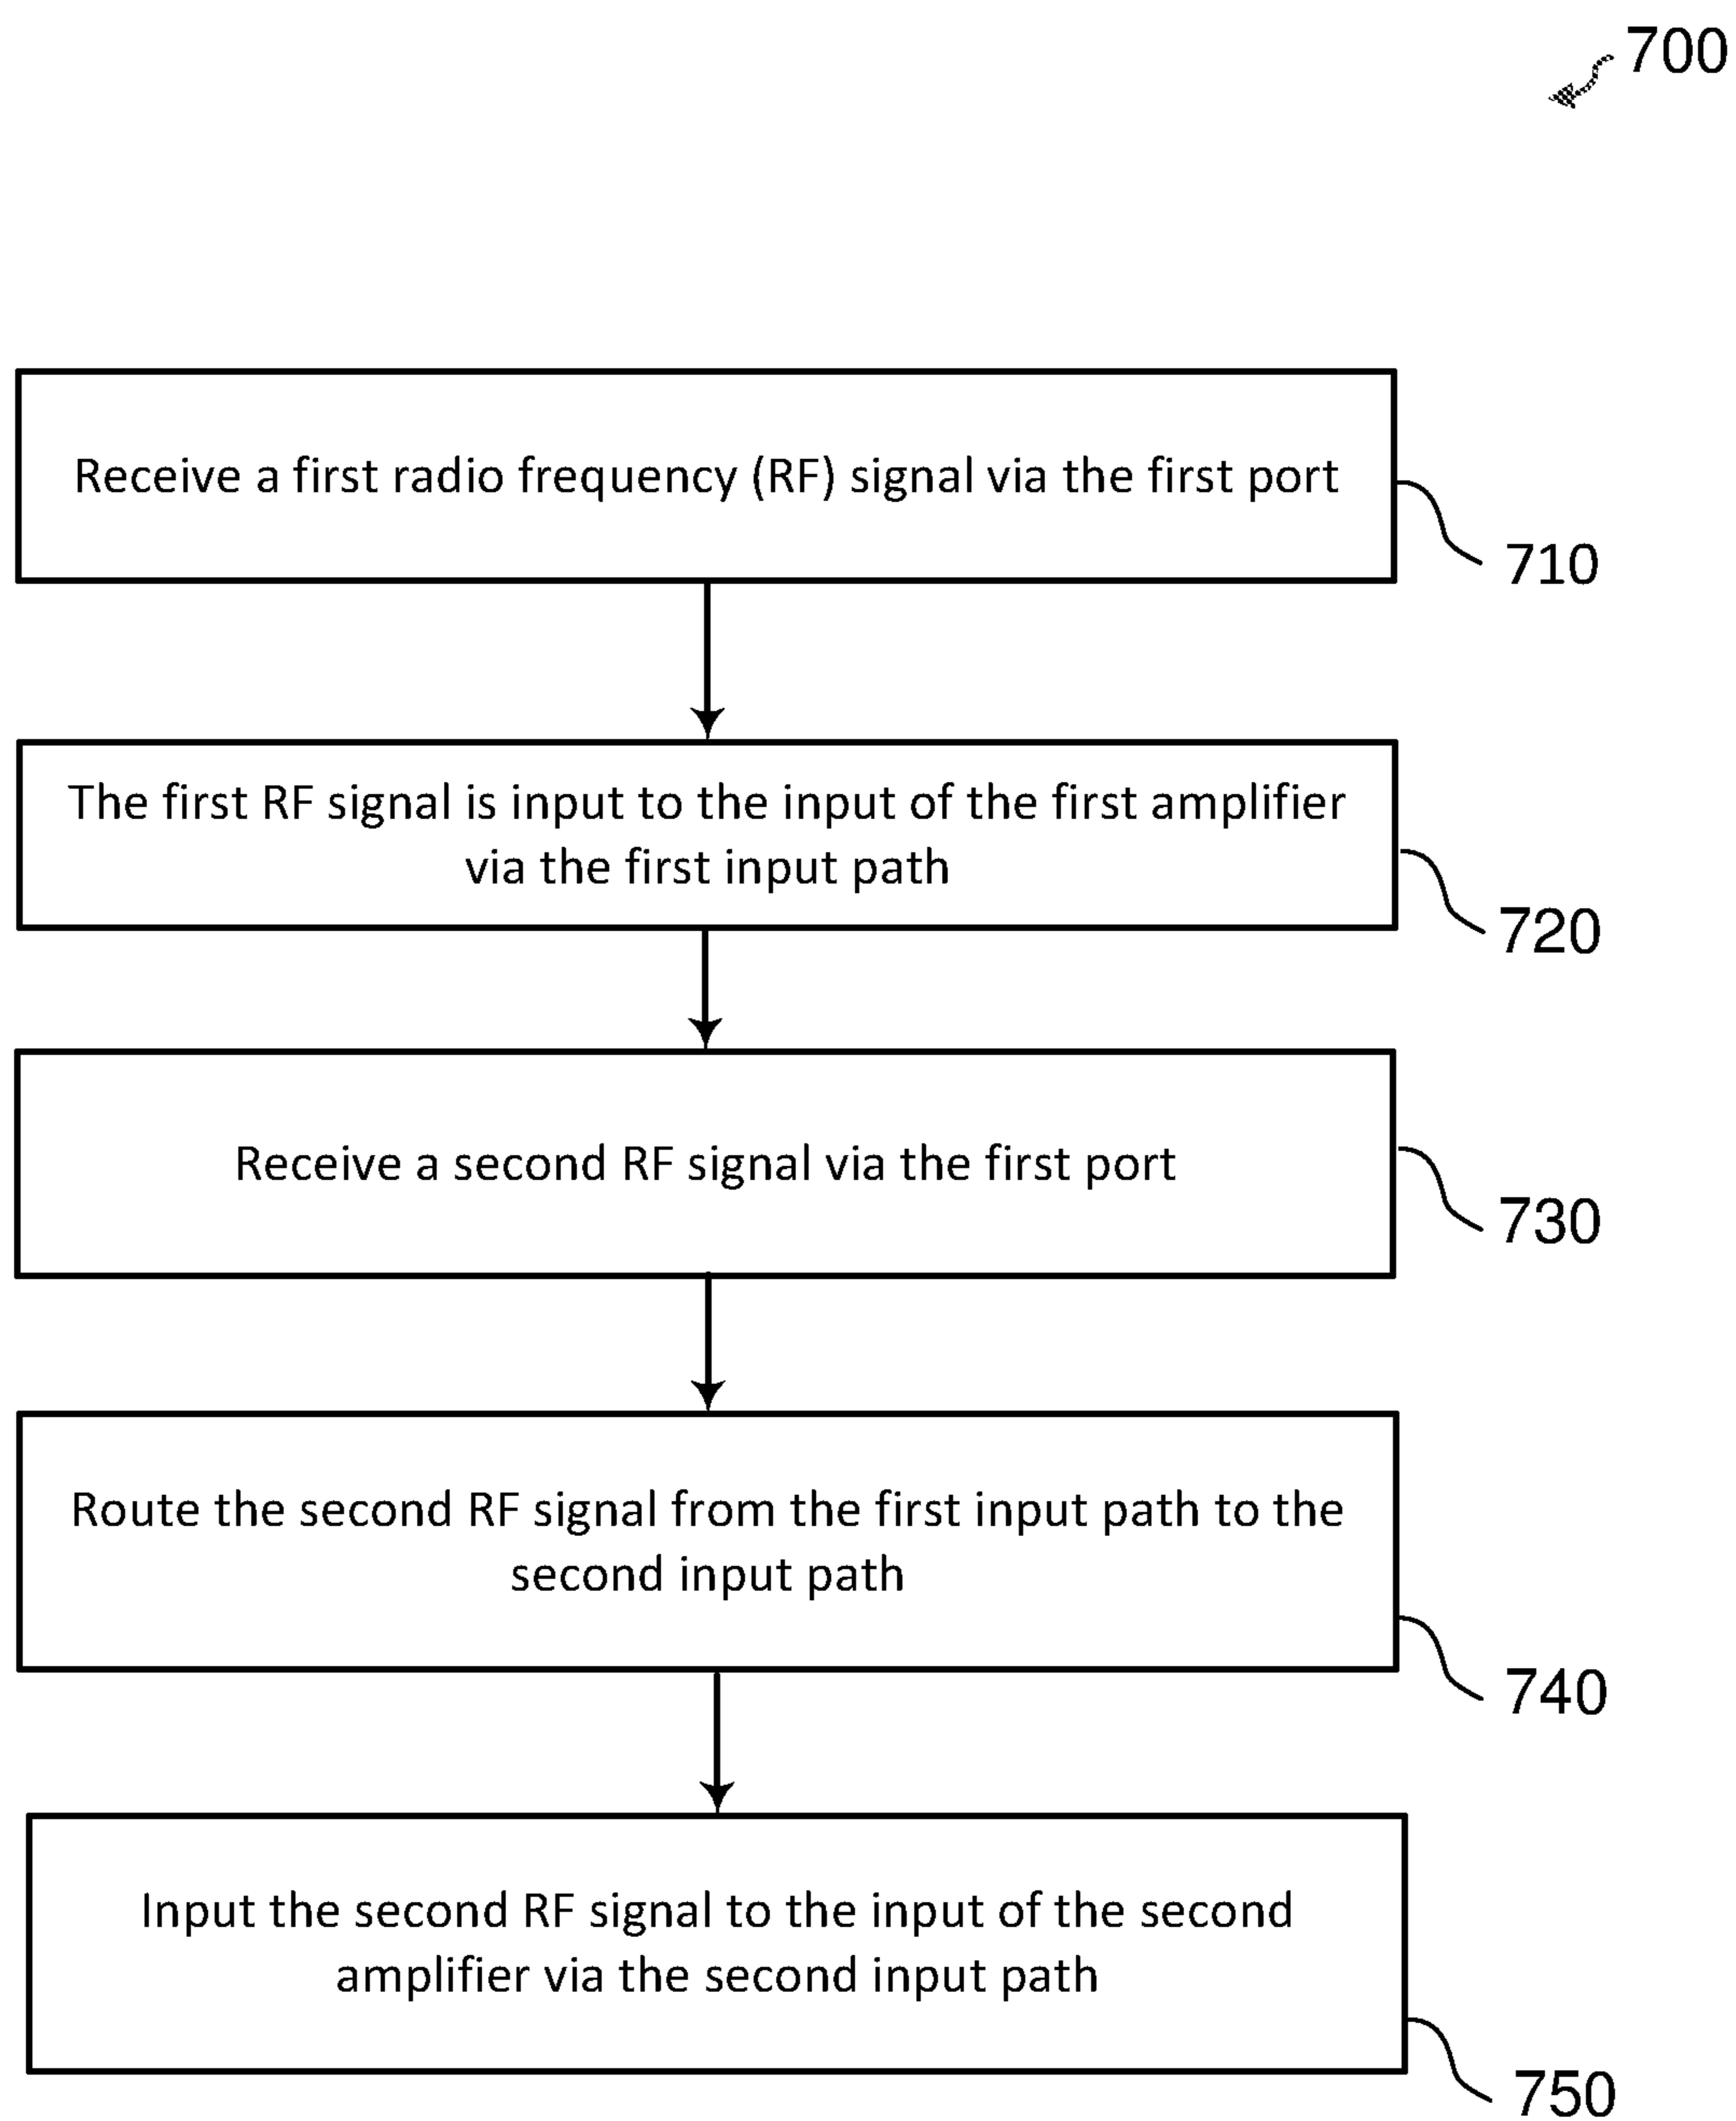 700
Receive a first radio frequency (RF) signal via the first port
710
The first RF signal is input to the input of the first amplifier
via the first input path
720
Receive a second RF signal via the first port
730
Route the second RF signal from the first input path to the
second input path
740
Input the second RF signal to the input of the second
amplifier via the second input path
750